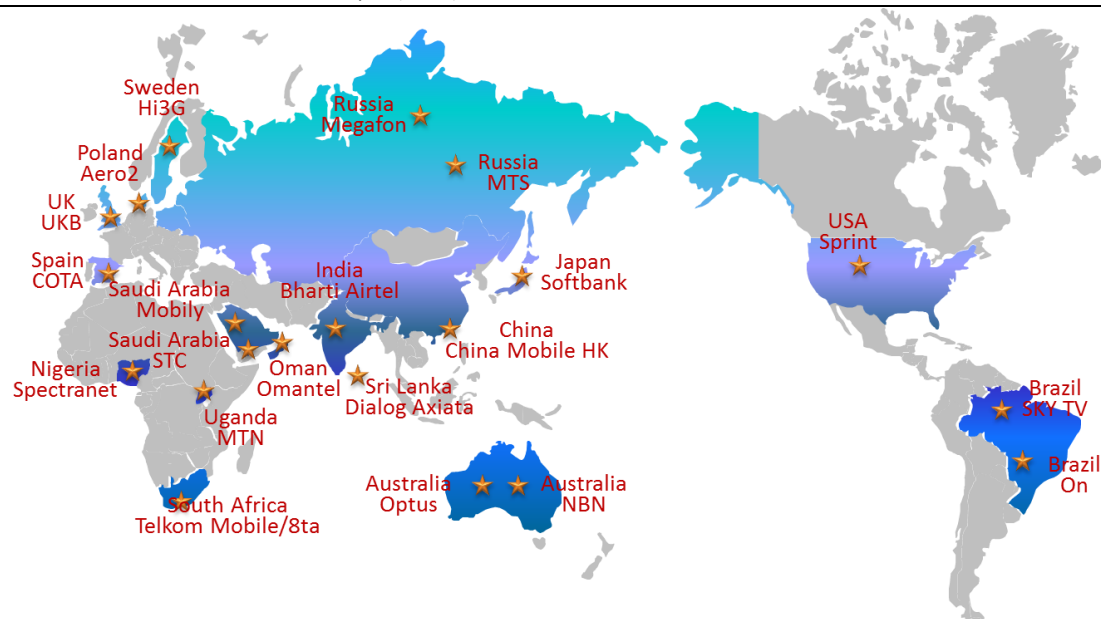 Sweden
Hi3G
Russia
Megafon
Poland
Aero2
Russia
MTS
UK
UKB
USA
Sprint
Spain
COTA
India
Bharti Airtel
Japan
Softbank
Saudi Arabia
Mobily
China
China Mobile HK
Saudi Arabia
STC
Nigeria
Spectranet
Oman
Omantel
Sri Lanka
Dialog Axiata
Brazil
SKY TV
Uganda
MTN
Brazil
On
Australia
Optus
Australia
NBN
South Africa
Telkom Mobile/8ta